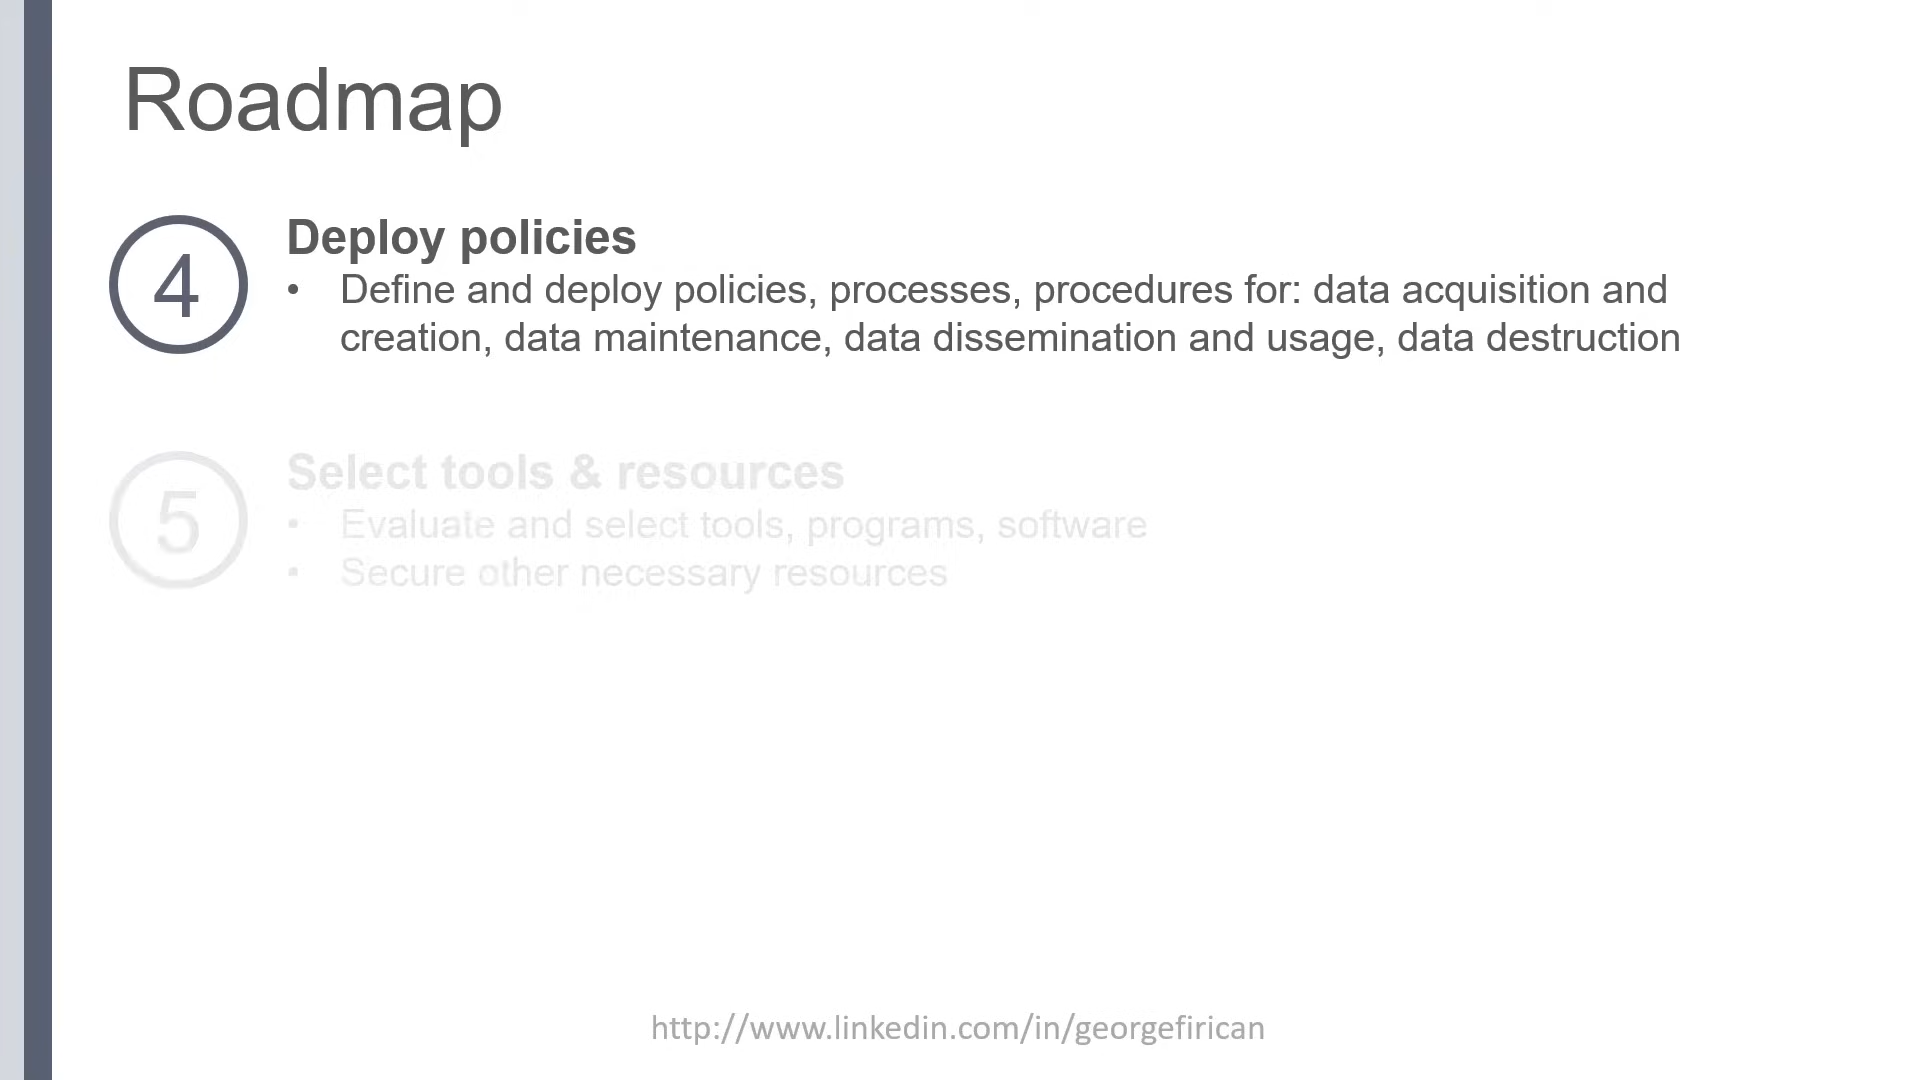 Roadmap
4
Deploy policies
• Define and deploy policies, processes, procedures for: data acquisition and
creation, data maintenance, data dissemination and usage, data destruction
5
Select tools & resources
• Evaluate and select tools, programs, software
• Secure other necessary resources
http://www.linkedin.com/in/georgefirican